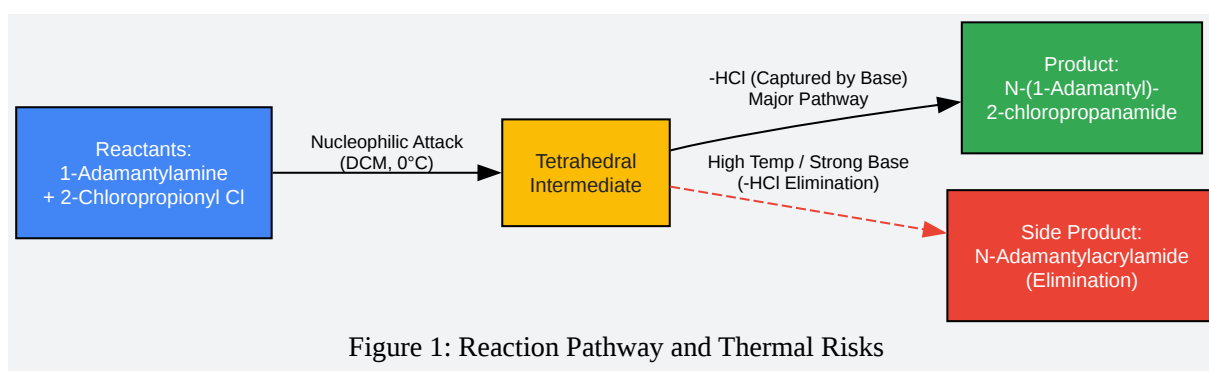 Reactants:
1-Adamantylamine
+ 2-Chloropropionyl Cl
Nucleophilic Attack
(DCM, 0°C)
Tetrahedral
Intermediate
-HCl (Captured by Base)
Major Pathway
Product:
N-(1-Adamantyl)-
2-chloropropanamide
High Temp / Strong Base
(-HCl Elimination)
Side Product:
N-Adamantylacrylamide
(Elimination)
Figure 1: Reaction Pathway and Thermal Risks